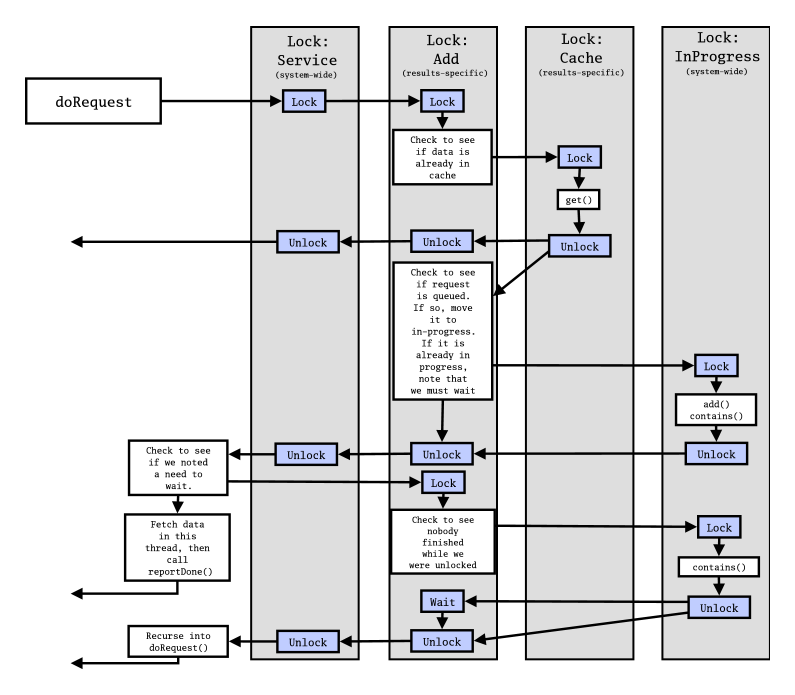 Lock:
Service
(system-wide)
Lock:
Add
(results-specific)
Lock:
Cache
(results-specific)
Lock:
InProgress
(system-wide)
doRequest
Lock
Lock
Check to see
if data is
already in
cache
Lock
get()
Unlock
Unlock
Unlock
Check to see
if request
is queued.
If so, move
it to
in-progress.
If it is
already in
progress,
note that
we must wait
Lock
add()
contains()
Unlock
Unlock
Unlock
Check to see
if we noted
a need to
wait.
Lock
Fetch data
in this
thread, then
call
reportDone()
Check to see
nobody
finished
while we
were unlocked
Lock
contains()
Unlock
Wait
Unlock
Unlock
Recurse into
doRequest()